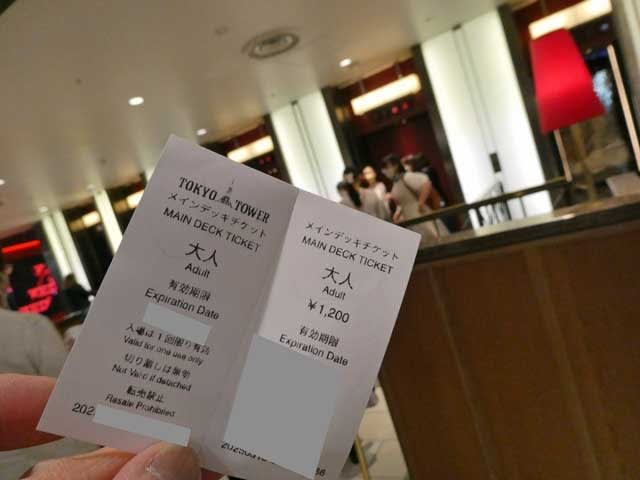 TOKYO TOWER
メインデッキチケット
MAIN DECK TICKET
大人
Adult
有効期限
Expiration Date
入場は1回限り有効
Valid for one use only
切り離しは無効
Not Valid if detached
転売禁止
Resale Prohibited
202
メインデッキチケット
MAIN DECK TICKET
大人
Adult
￥1,200
有効期限
Expiration Date